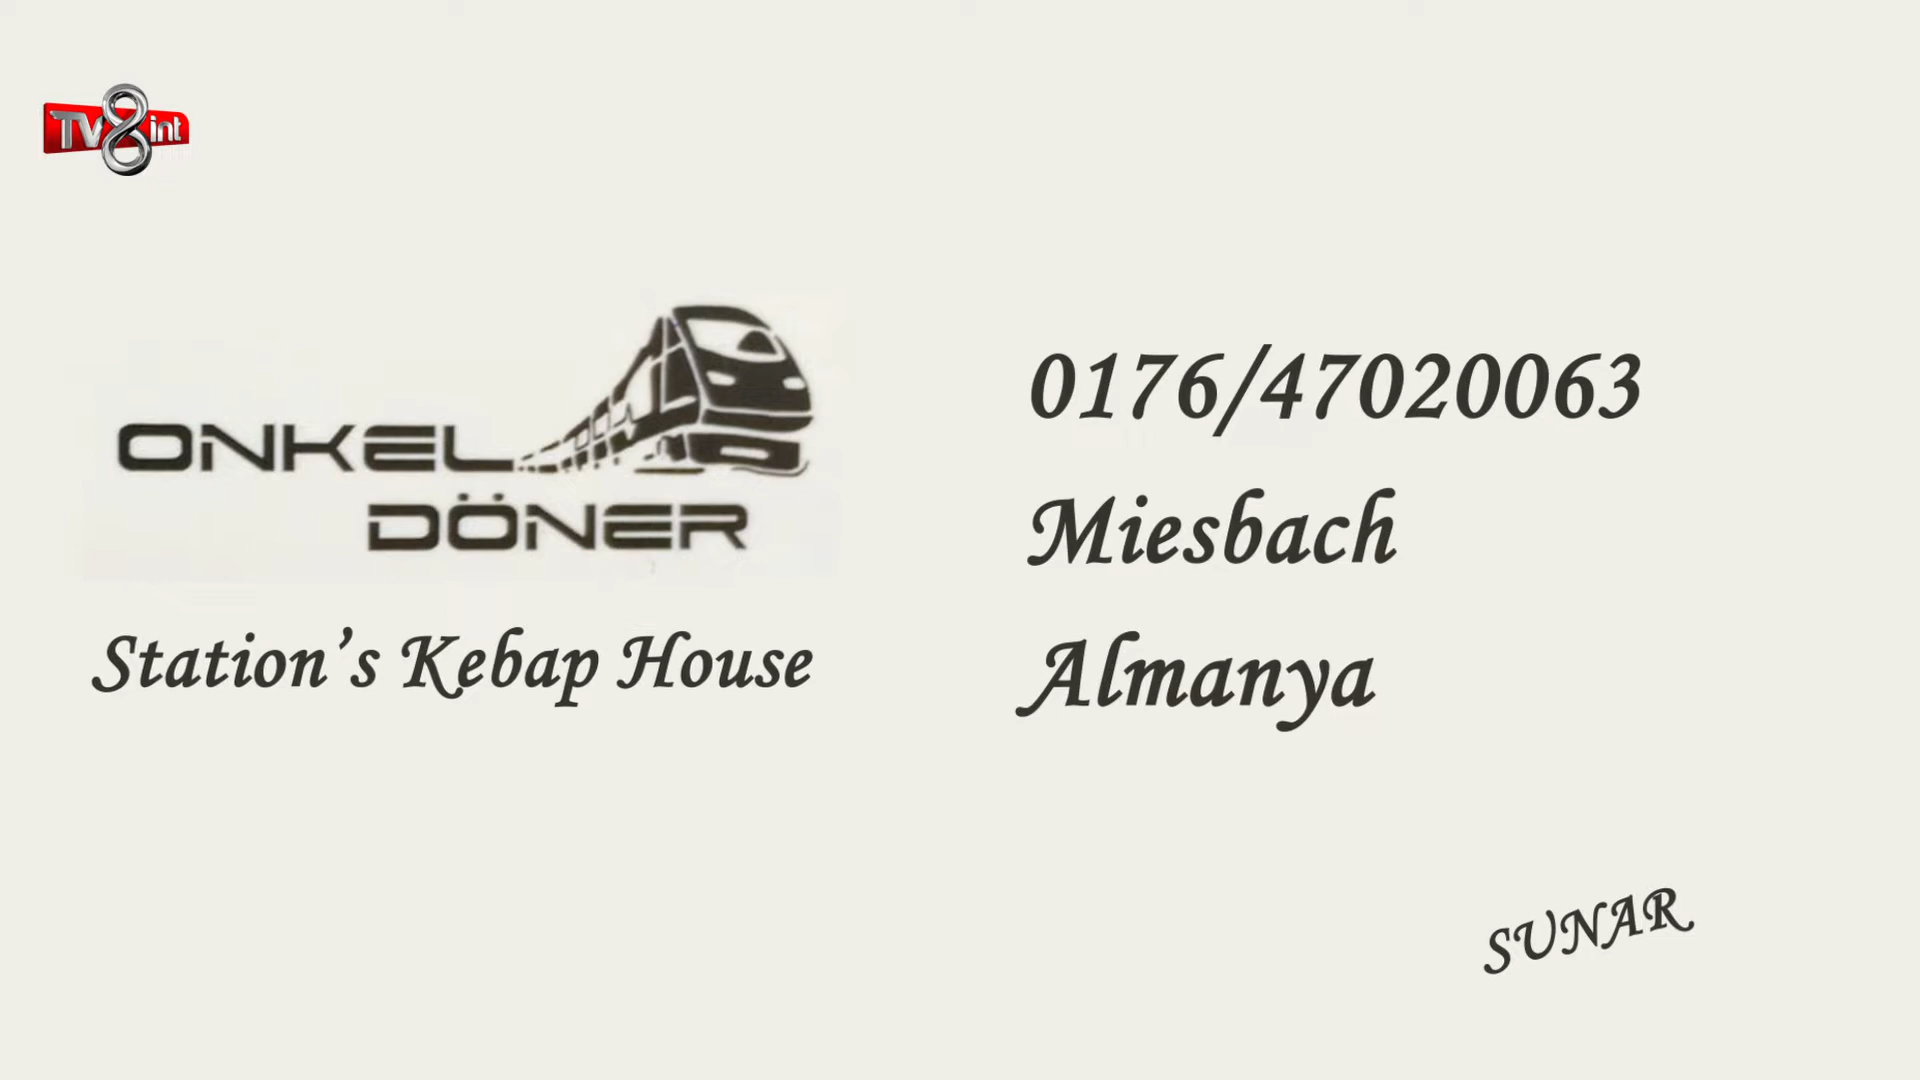 TV8int
ONKEL
DÖNER
Station's Kebap House
0176/47020063
Miesbach
Almanya
SUNAR